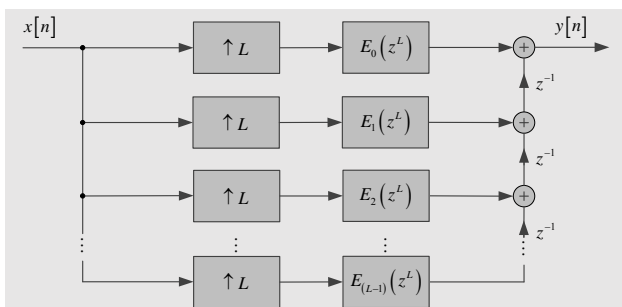 x[n] ↑L E₀(z^L) + y[n]
z⁻¹
↑L E₁(z^L) +
z⁻¹
↑L E₂(z^L) +
⋮ ⋮ ⋮ z⁻¹ ⋮
↑L E₍L₋₁₎(z^L)